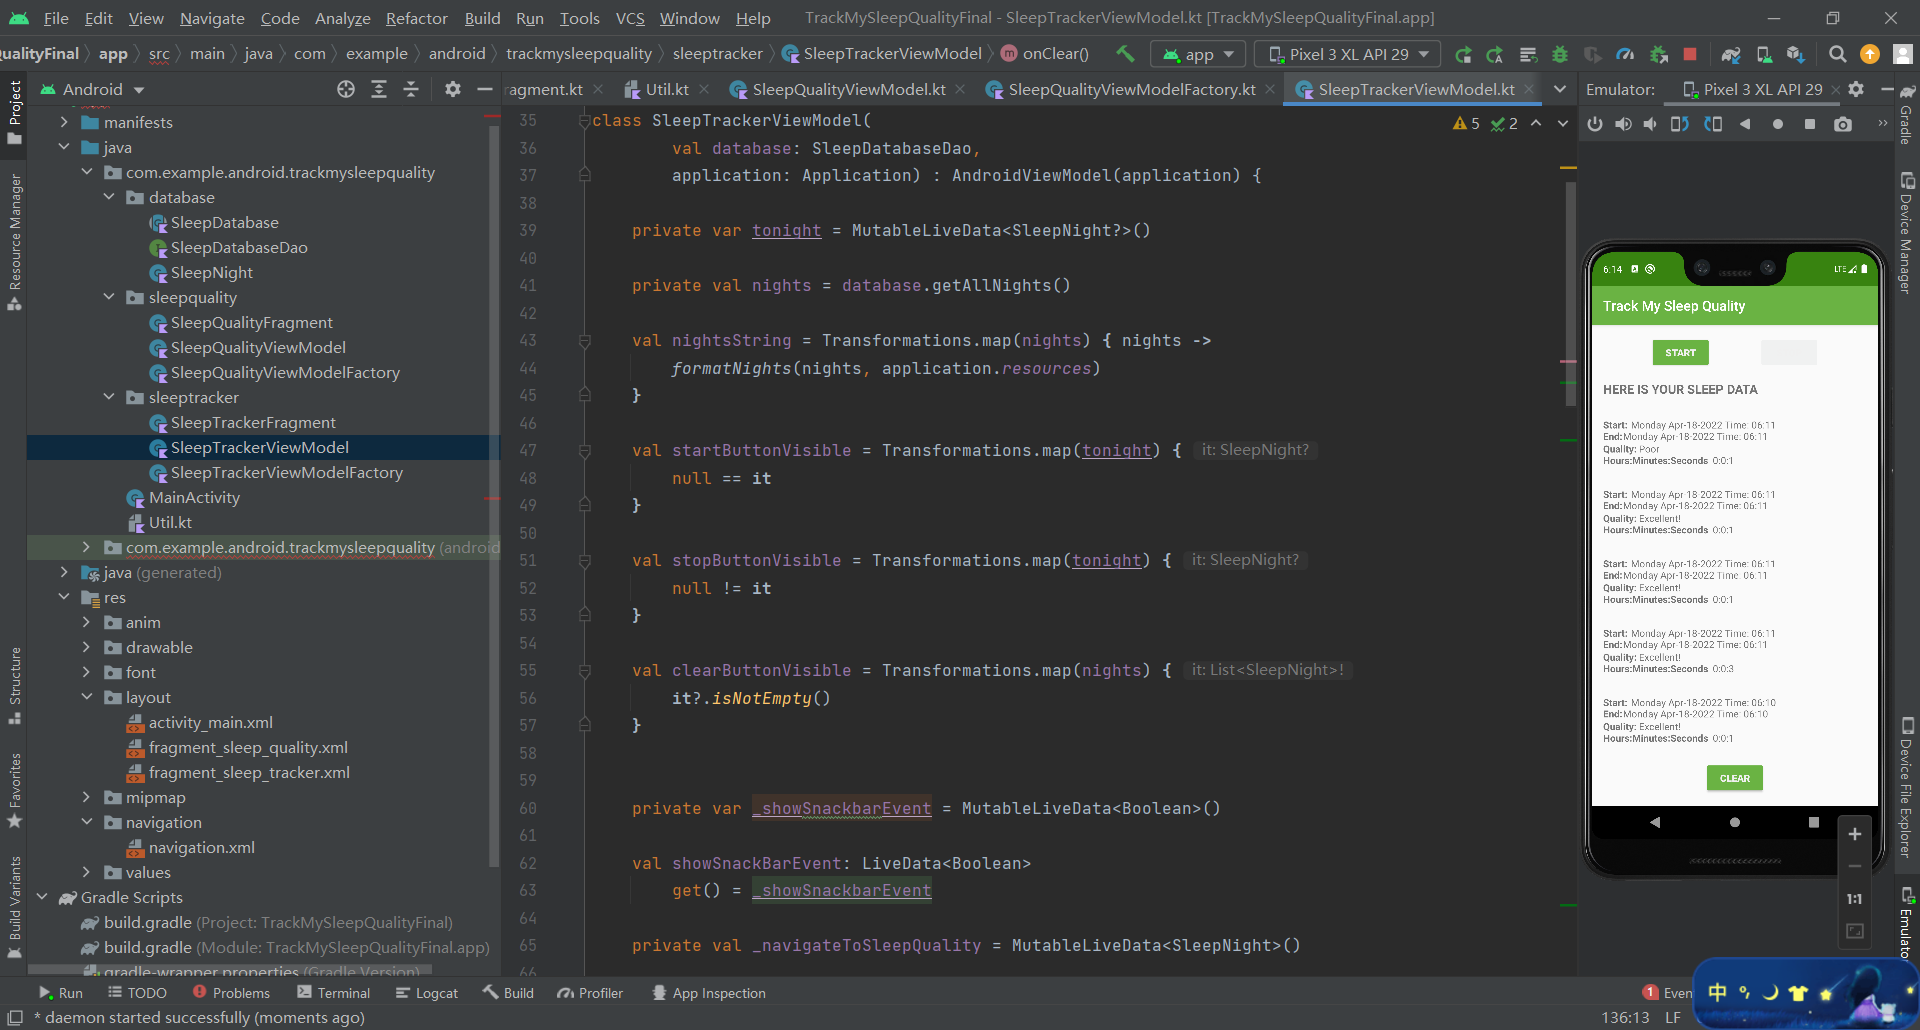 File Edit View Navigate Code Analyze Refactor Build Run Tools VCS Window Help TrackMySleepQualityFinal - SleepTrackerViewModel.kt [TrackMySleepQualityFinal.app]
QualityFinal app src main java com example android trackmysleepquality sleeptracker SleepTrackerViewModel onClear() app Pixel 3 XL API 29
Android
ragment.kt Util.kt SleepQualityViewModel.kt SleepQualityViewModelFactory.kt SleepTrackerViewModel.kt
Emulator: Pixel 3 XL API 29
Project
Resource Manager
Structure
Favorites
Build Variants
manifests
java
com.example.android.trackmysleepquality
database
SleepDatabase
SleepDatabaseDao
SleepNight
sleepquality
SleepQualityFragment
SleepQualityViewModel
SleepQualityViewModelFactory
sleeptracker
SleepTrackerFragment
SleepTrackerViewModel
SleepTrackerViewModelFactory
MainActivity
Util.kt
com.example.android.trackmysleepquality (android
java (generated)
res
anim
drawable
font
layout
activity_main.xml
fragment_sleep_quality.xml
fragment_sleep_tracker.xml
mipmap
navigation
navigation.xml
values
Gradle Scripts
build.gradle (Project: TrackMySleepQualityFinal)
build.gradle (Module: TrackMySleepQualityFinal.app)
gradle-wrapper.properties (Gradle Version)
5 2
35 class SleepTrackerViewModel(
36 val database: SleepDatabaseDao,
37 application: Application) : AndroidViewModel(application) {
38
39 private var tonight = MutableLiveData<SleepNight?>()
40
41 private val nights = database.getAllNights()
42
43 val nightsString = Transformations.map(nights) { nights ->
44 formatNights(nights, application.resources)
45 }
46
47 val startButtonVisible = Transformations.map(tonight) { it: SleepNight?
48 null == it
49 }
50
51 val stopButtonVisible = Transformations.map(tonight) { it: SleepNight?
52 null != it
53 }
54
55 val clearButtonVisible = Transformations.map(nights) { it: List<SleepNight>!
56 it?.isNotEmpty()
57 }
58
59
60 private var _showSnackbarEvent = MutableLiveData<Boolean>()
61
62 val showSnackBarEvent: LiveData<Boolean>
63 get() = _showSnackbarEvent
64
65 private val _navigateToSleepQuality = MutableLiveData<SleepNight>()
66
6:14 LTE
Track My Sleep Quality
START
HERE IS YOUR SLEEP DATA
Start: Monday Apr-18-2022 Time: 06:11
End:Monday Apr-18-2022 Time: 06:11
Quality: Poor
Hours:Minutes:Seconds 0:0:1
Start: Monday Apr-18-2022 Time: 06:11
End:Monday Apr-18-2022 Time: 06:11
Quality: Excellent!
Hours:Minutes:Seconds 0:0:1
Start: Monday Apr-18-2022 Time: 06:11
End:Monday Apr-18-2022 Time: 06:11
Quality: Excellent!
Hours:Minutes:Seconds 0:0:1
Start: Monday Apr-18-2022 Time: 06:11
End:Monday Apr-18-2022 Time: 06:11
Quality: Excellent!
Hours:Minutes:Seconds 0:0:3
Start: Monday Apr-18-2022 Time: 06:10
End:Monday Apr-18-2022 Time: 06:10
Quality: Excellent!
Hours:Minutes:Seconds 0:0:1
CLEAR
1:1
Gradle
Device Manager
Device File Explorer
Emulator
Run TODO Problems Terminal Logcat Build Profiler App Inspection
1 Even
中
* daemon started successfully (moments ago)
136:13 LF